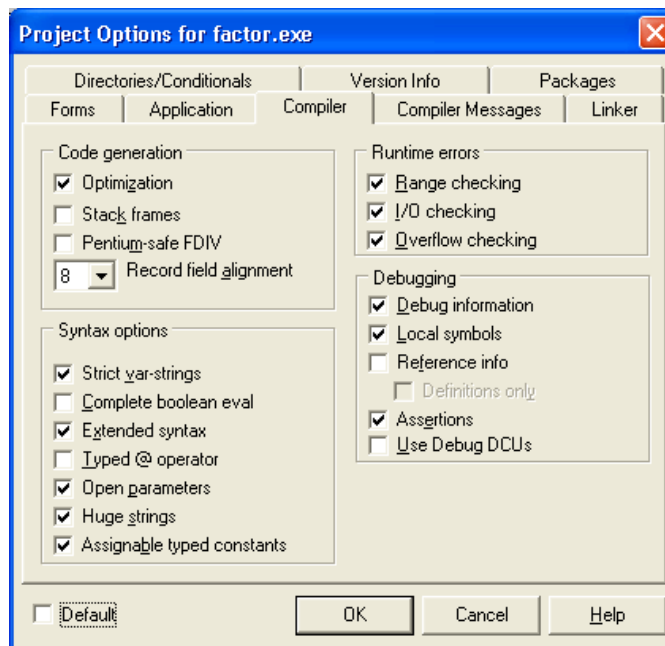 Project Options for factor.exe
Directories/Conditionals
Version Info
Packages
Forms
Application
Compiler
Compiler Messages
Linker
Code generation
Optimization
Stack frames
Pentium-safe FDIV
8
Record field alignment
Syntax options
Strict var-strings
Complete boolean eval
Extended syntax
Typed @ operator
Open parameters
Huge strings
Assignable typed constants
Runtime errors
Range checking
I/O checking
Overflow checking
Debugging
Debug information
Local symbols
Reference info
Definitions only
Assertions
Use Debug DCUs
Default
OK
Cancel
Help